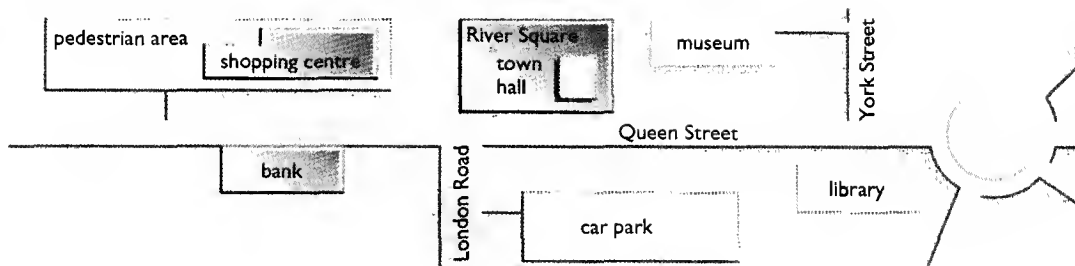 pedestrian area
shopping centre
River Square
town
hall
museum
York Street
Queen Street
bank
London Road
car park
library